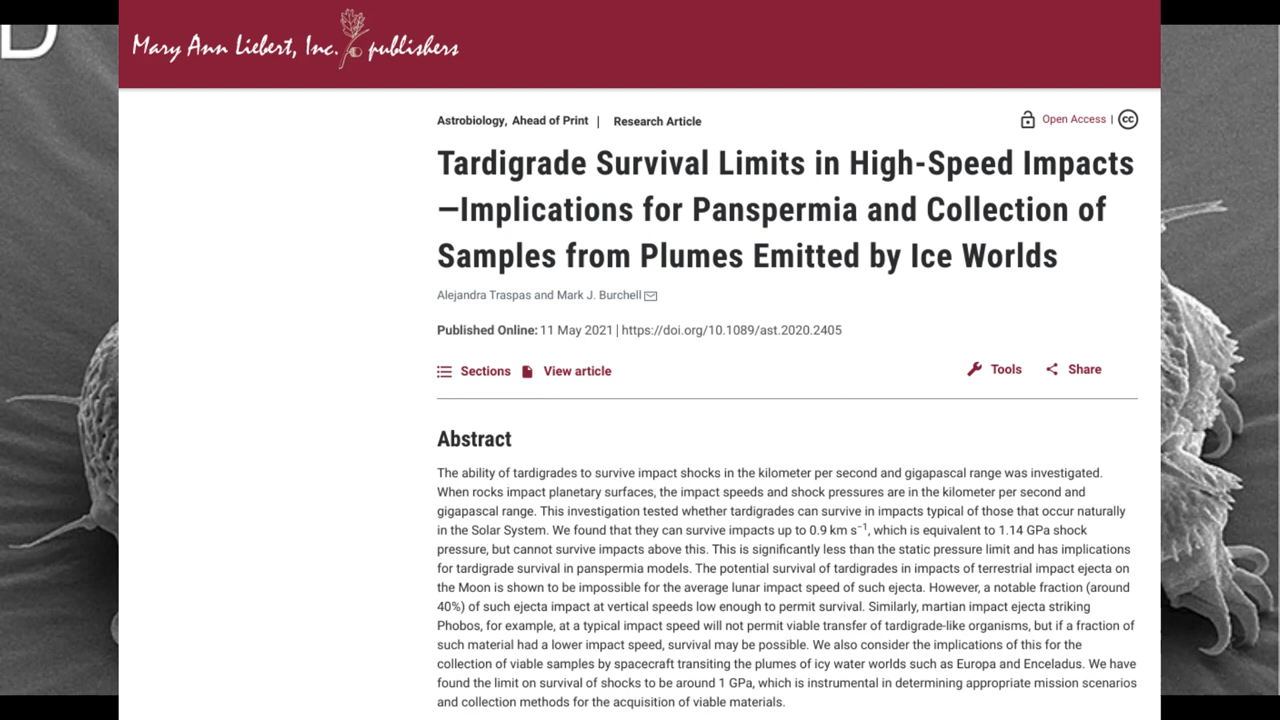 D
Mary Ann Liebert, Inc. publishers
Astrobiology, Ahead of Print | Research Article
Open Access | cc
Tardigrade Survival Limits in High-Speed Impacts
—Implications for Panspermia and Collection of
Samples from Plumes Emitted by Ice Worlds
Alejandra Traspas and Mark J. Burchell
Published Online: 11 May 2021 | https://doi.org/10.1089/ast.2020.2405
Sections View article
Tools Share
Abstract
The ability of tardigrades to survive impact shocks in the kilometer per second and gigapascal range was investigated.
When rocks impact planetary surfaces, the impact speeds and shock pressures are in the kilometer per second and
gigapascal range. This investigation tested whether tardigrades can survive in impacts typical of those that occur naturally
in the Solar System. We found that they can survive impacts up to 0.9 km s⁻¹, which is equivalent to 1.14 GPa shock
pressure, but cannot survive impacts above this. This is significantly less than the static pressure limit and has implications
for tardigrade survival in panspermia models. The potential survival of tardigrades in impacts of terrestrial impact ejecta on
the Moon is shown to be impossible for the average lunar impact speed of such ejecta. However, a notable fraction (around
40%) of such ejecta impact at vertical speeds low enough to permit survival. Similarly, martian impact ejecta striking
Phobos, for example, at a typical impact speed will not permit viable transfer of tardigrade-like organisms, but if a fraction of
such material had a lower impact speed, survival may be possible. We also consider the implications of this for the
collection of viable samples by spacecraft transiting the plumes of icy water worlds such as Europa and Enceladus. We have
found the limit on survival of shocks to be around 1 GPa, which is instrumental in determining appropriate mission scenarios
and collection methods for the acquisition of viable materials.